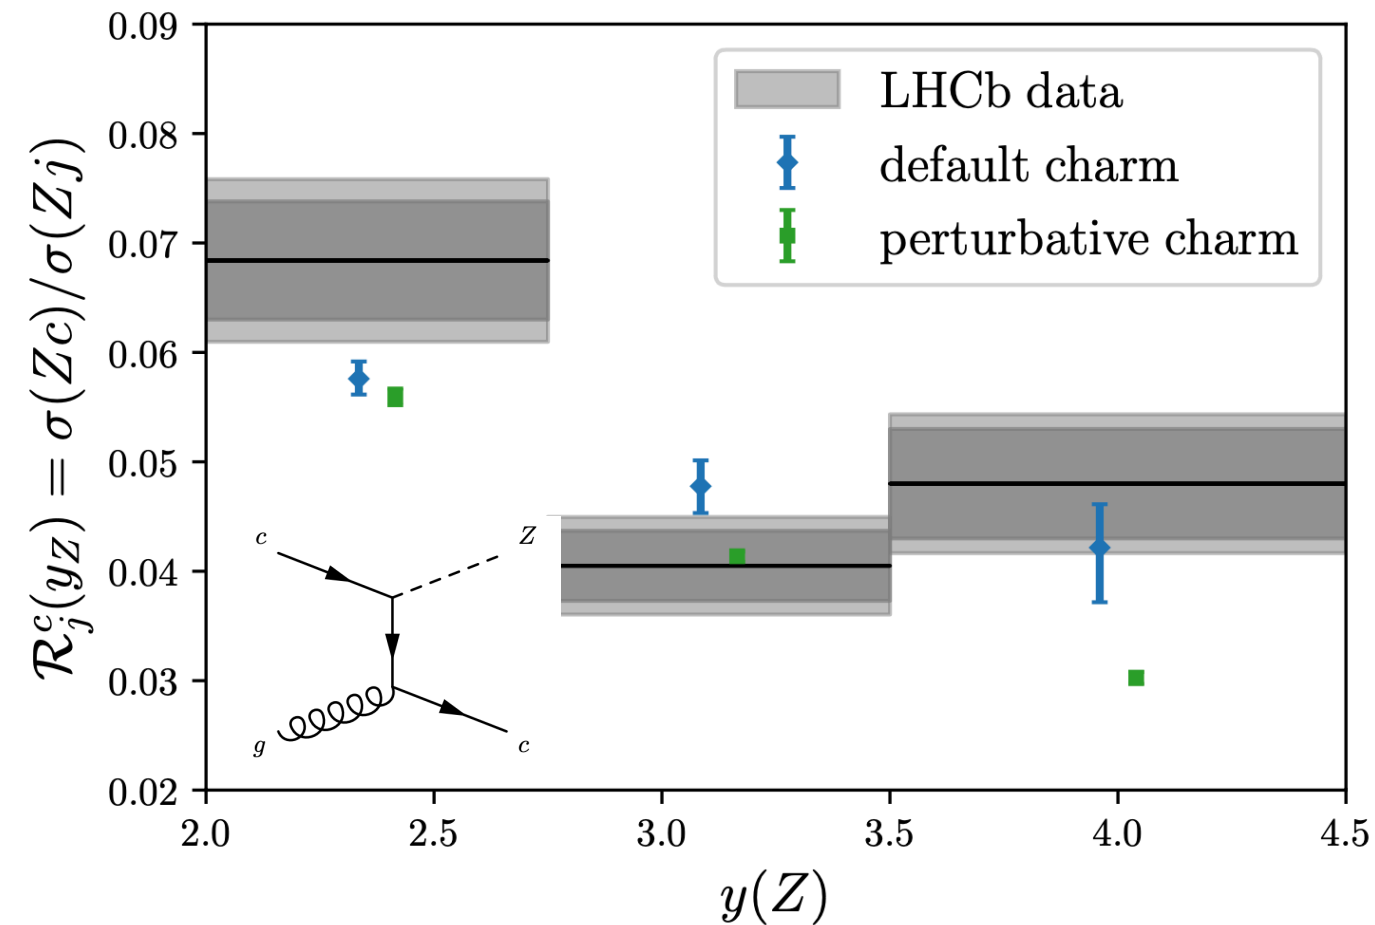 0.09
0.08
0.07
0.06
0.05
0.04
0.03
0.02
2.0 2.5 3.0 3.5 4.0 4.5
y(Z)
ℛᶜⱼ(y_Z) = σ(Zc)/σ(Zj)
LHCb data
default charm
perturbative charm
c
Z
g
c